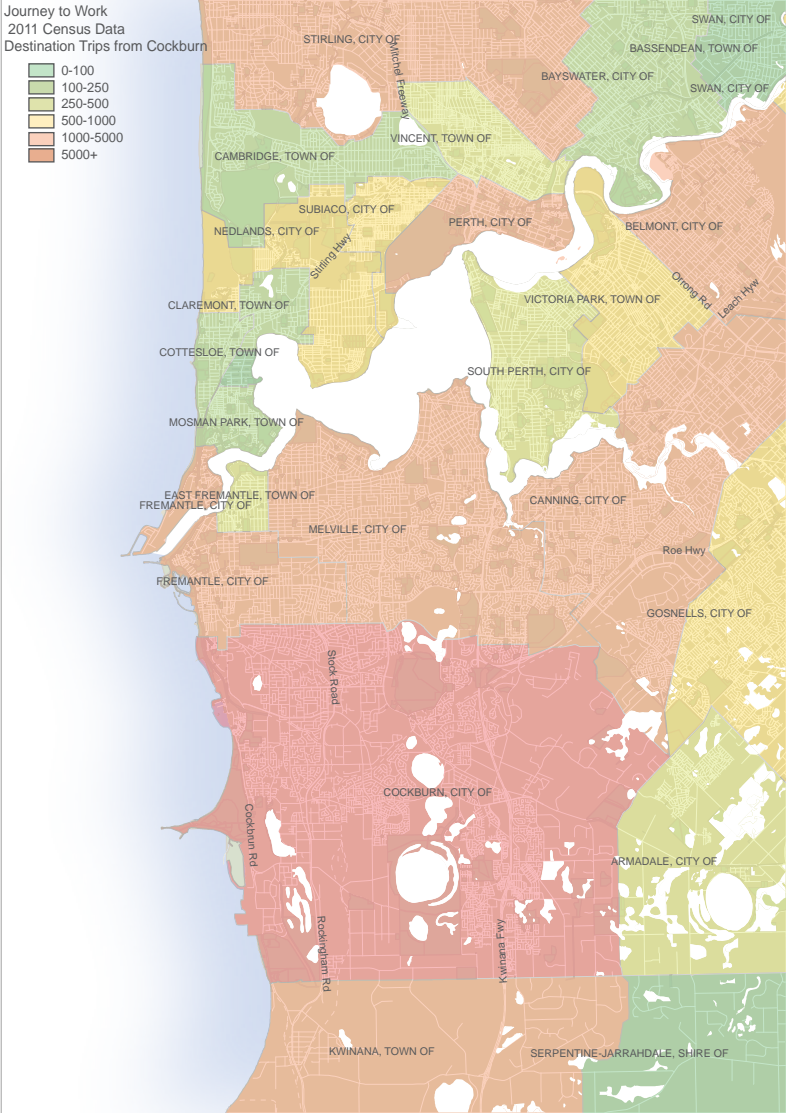 Journey to Work
2011 Census Data
Destination Trips from Cockburn
0-100
100-250
250-500
500-1000
1000-5000
5000+
SWAN, CITY OF
STIRLING, CITY OF
BASSENDEAN, TOWN OF
Mitchel Freeway
BAYSWATER, CITY OF
SWAN, CITY OF
VINCENT, TOWN OF
CAMBRIDGE, TOWN OF
SUBIACO, CITY OF
PERTH, CITY OF
BELMONT, CITY OF
NEDLANDS, CITY OF
Stirling Hwy
Orrong Rd
Leach Hyw
VICTORIA PARK, TOWN OF
CLAREMONT, TOWN OF
COTTESLOE, TOWN OF
SOUTH PERTH, CITY OF
MOSMAN PARK, TOWN OF
EAST FREMANTLE, TOWN OF
FREMANTLE, CITY OF
CANNING, CITY OF
MELVILLE, CITY OF
Roe Hwy
FREMANTLE, CITY OF
GOSNELLS, CITY OF
Stock Road
COCKBURN, CITY OF
Cockbrun Rd
ARMADALE, CITY OF
Rockingham Rd
Kwinana Fwy
KWINANA, TOWN OF
SERPENTINE-JARRAHDALE, SHIRE OF